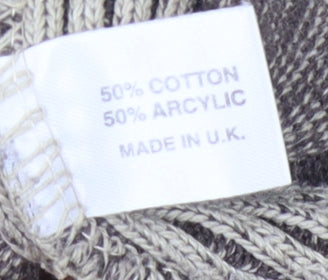 50% COTTON
50% ARCYLIC
MADE IN U.K.